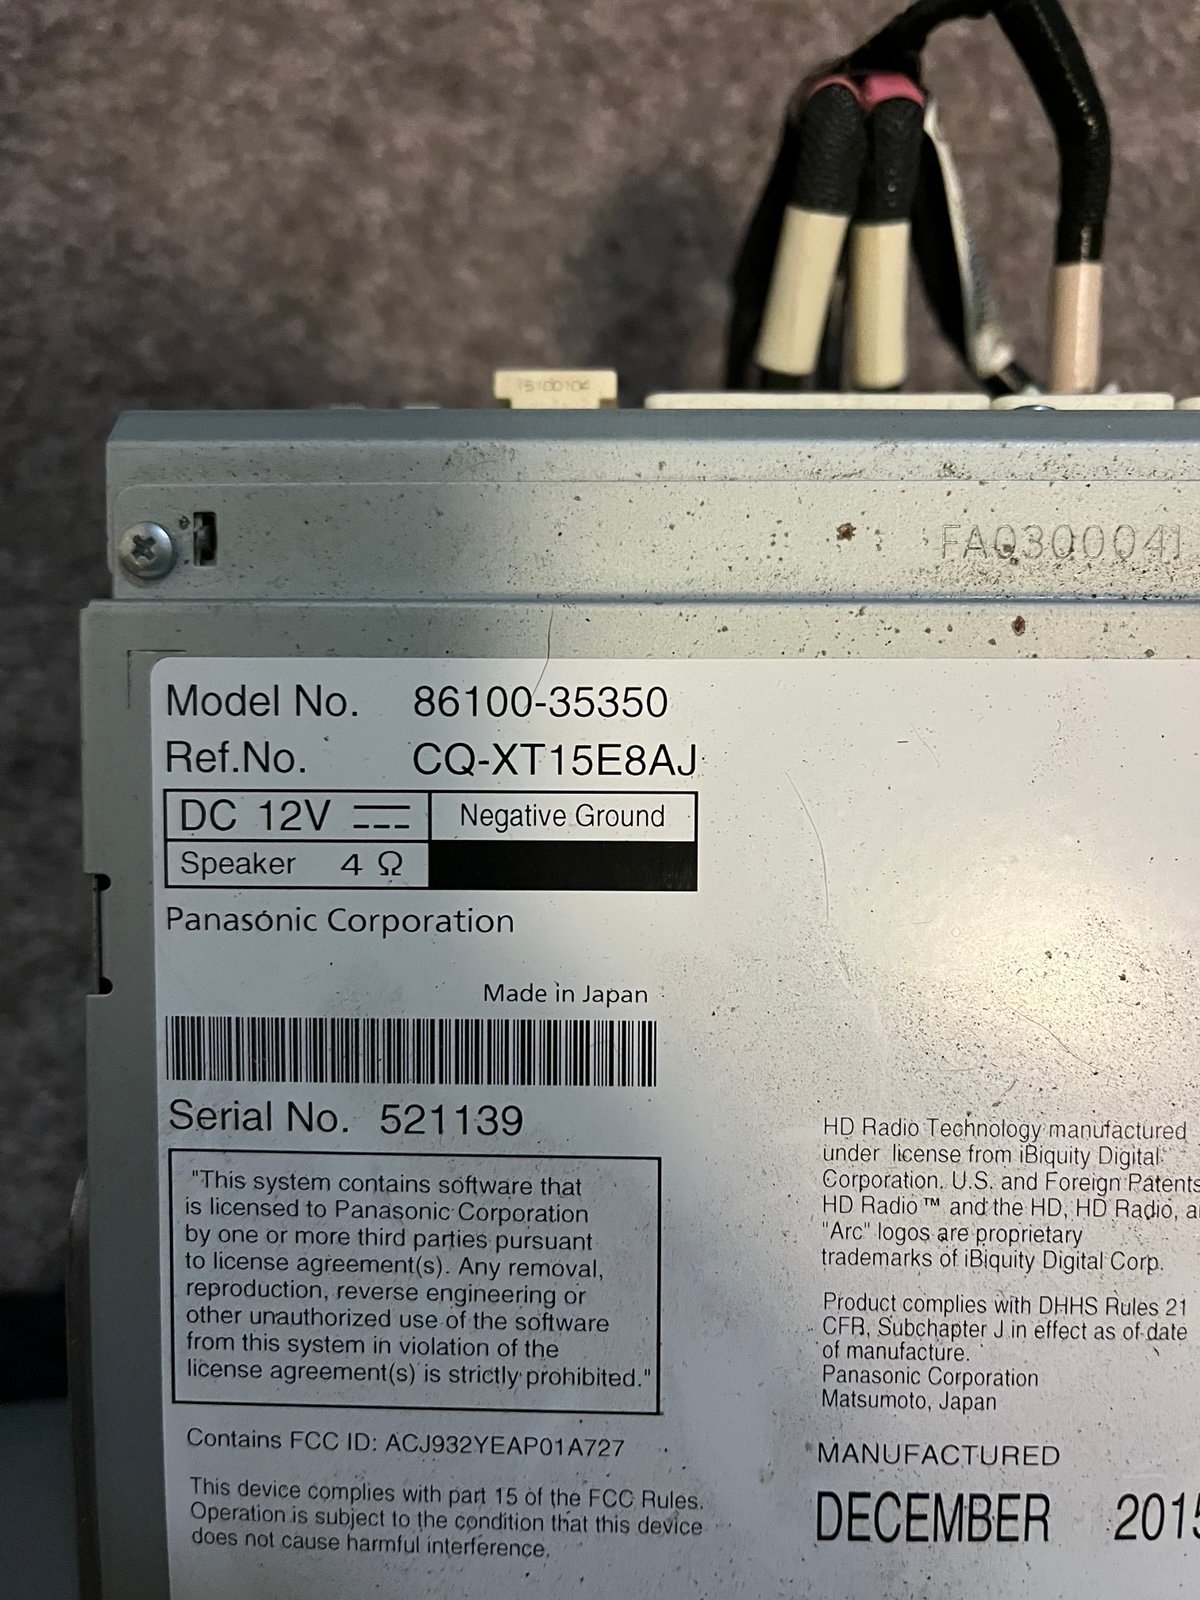 FA0300041
Model No. 86100-35350
Ref.No. CQ-XT15E8AJ
DC 12V Negative Ground
Speaker 4 Ω
Panasonic Corporation
Made in Japan
Serial No. 521139
"This system contains software that
is licensed to Panasonic Corporation
by one or more third parties pursuant
to license agreement(s). Any removal,
reproduction, reverse engineering or
other unauthorized use of the software
from this system in violation of the
license agreement(s) is strictly prohibited."
Contains FCC ID: ACJ932YEAP01A727
This device complies with part 15 of the FCC Rules.
Operation is subject to the condition that this device
does not cause harmful interference.
HD Radio Technology manufactured
under license from iBiquity Digital
Corporation. U.S. and Foreign Patents
HD Radio™ and the HD, HD Radio,
"Arc" logos are proprietary
trademarks of iBiquity Digital Corp.
Product complies with DHHS Rules 21
CFR, Subchapter J in effect as of date
of manufacture.
Panasonic Corporation
Matsumoto, Japan
MANUFACTURED
DECEMBER 2015